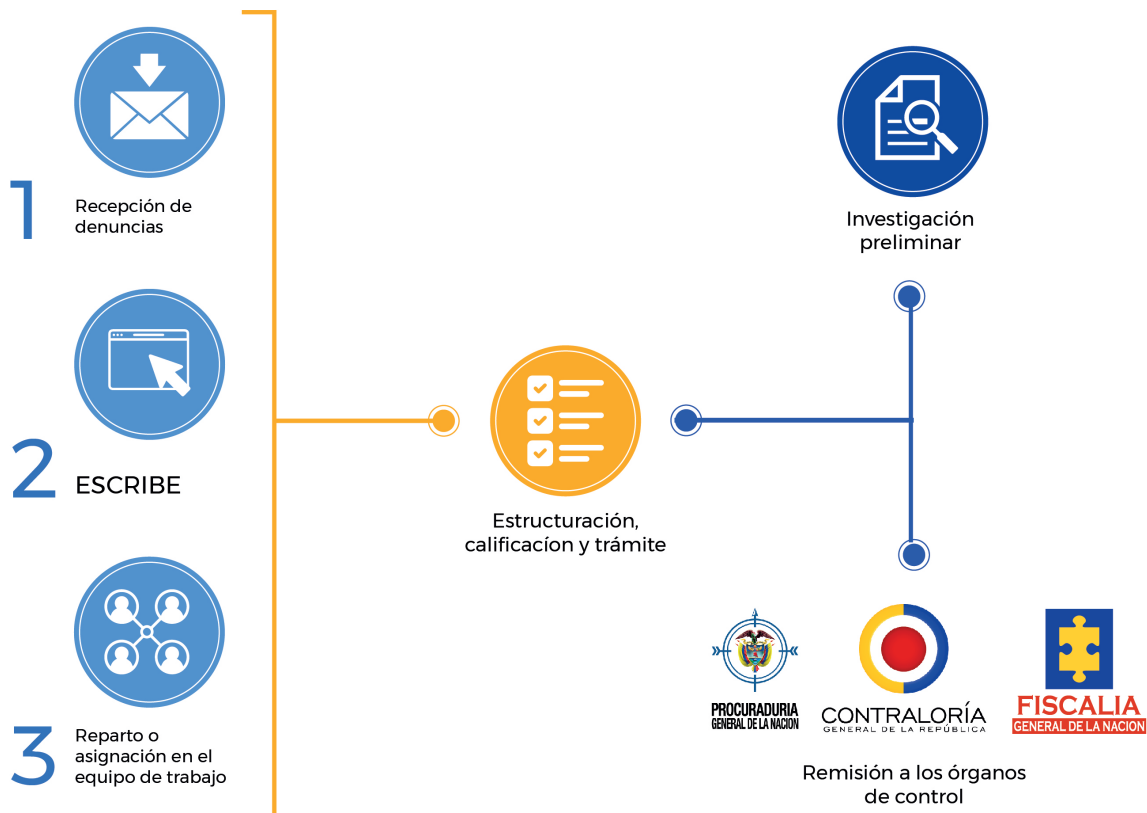 1
Recepción de
denuncias
2
ESCRIBE
3
Reparto o
asignación en el
equipo de trabajo
Estructuración,
calificacíon y trámite
Investigación
preliminar
PROCURADURIA
GENERAL DE LA NACION
CONTRALORÍA
GENERAL DE LA REPÚBLICA
FISCALIA
GENERAL DE LA NACION
Remisión a los órganos
de control